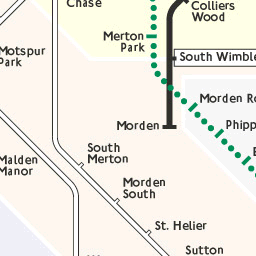 Chase
Colliers
Wood
Merton
Park
Motspur
Park
South Wimble
Morden Ro
Morden
Phipp
South
Merton
Malden
Manor
Morden
South
St. Helier
Sutton